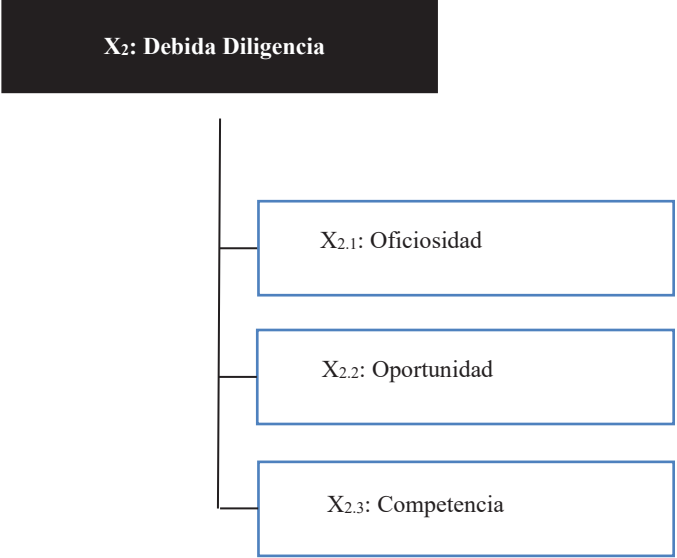 X2: Debida Diligencia
X2.1: Oficiosidad
X2.2: Oportunidad
X2.3: Competencia